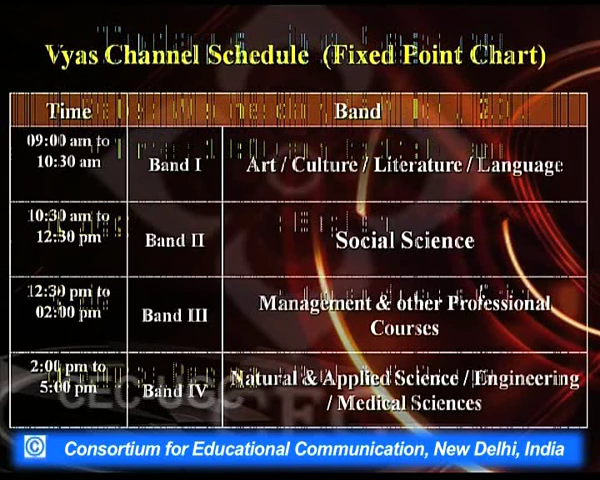 Vyas Channel Schedule (Fixed Point Chart)
Time Band
09:00 am to
10:30 am
Band I
Art / Culture / Literature / Language
10:30 am to
12:30 pm
Band II
Social Science
12:30 pm to
02:00 pm
Band III
Management & other Professional
Courses
2:00 pm to
5:00 pm
Band IV
Natural & Applied Science / Engineering
/ Medical Sciences
CEC-UGC
© Consortium for Educational Communication, New Delhi, India